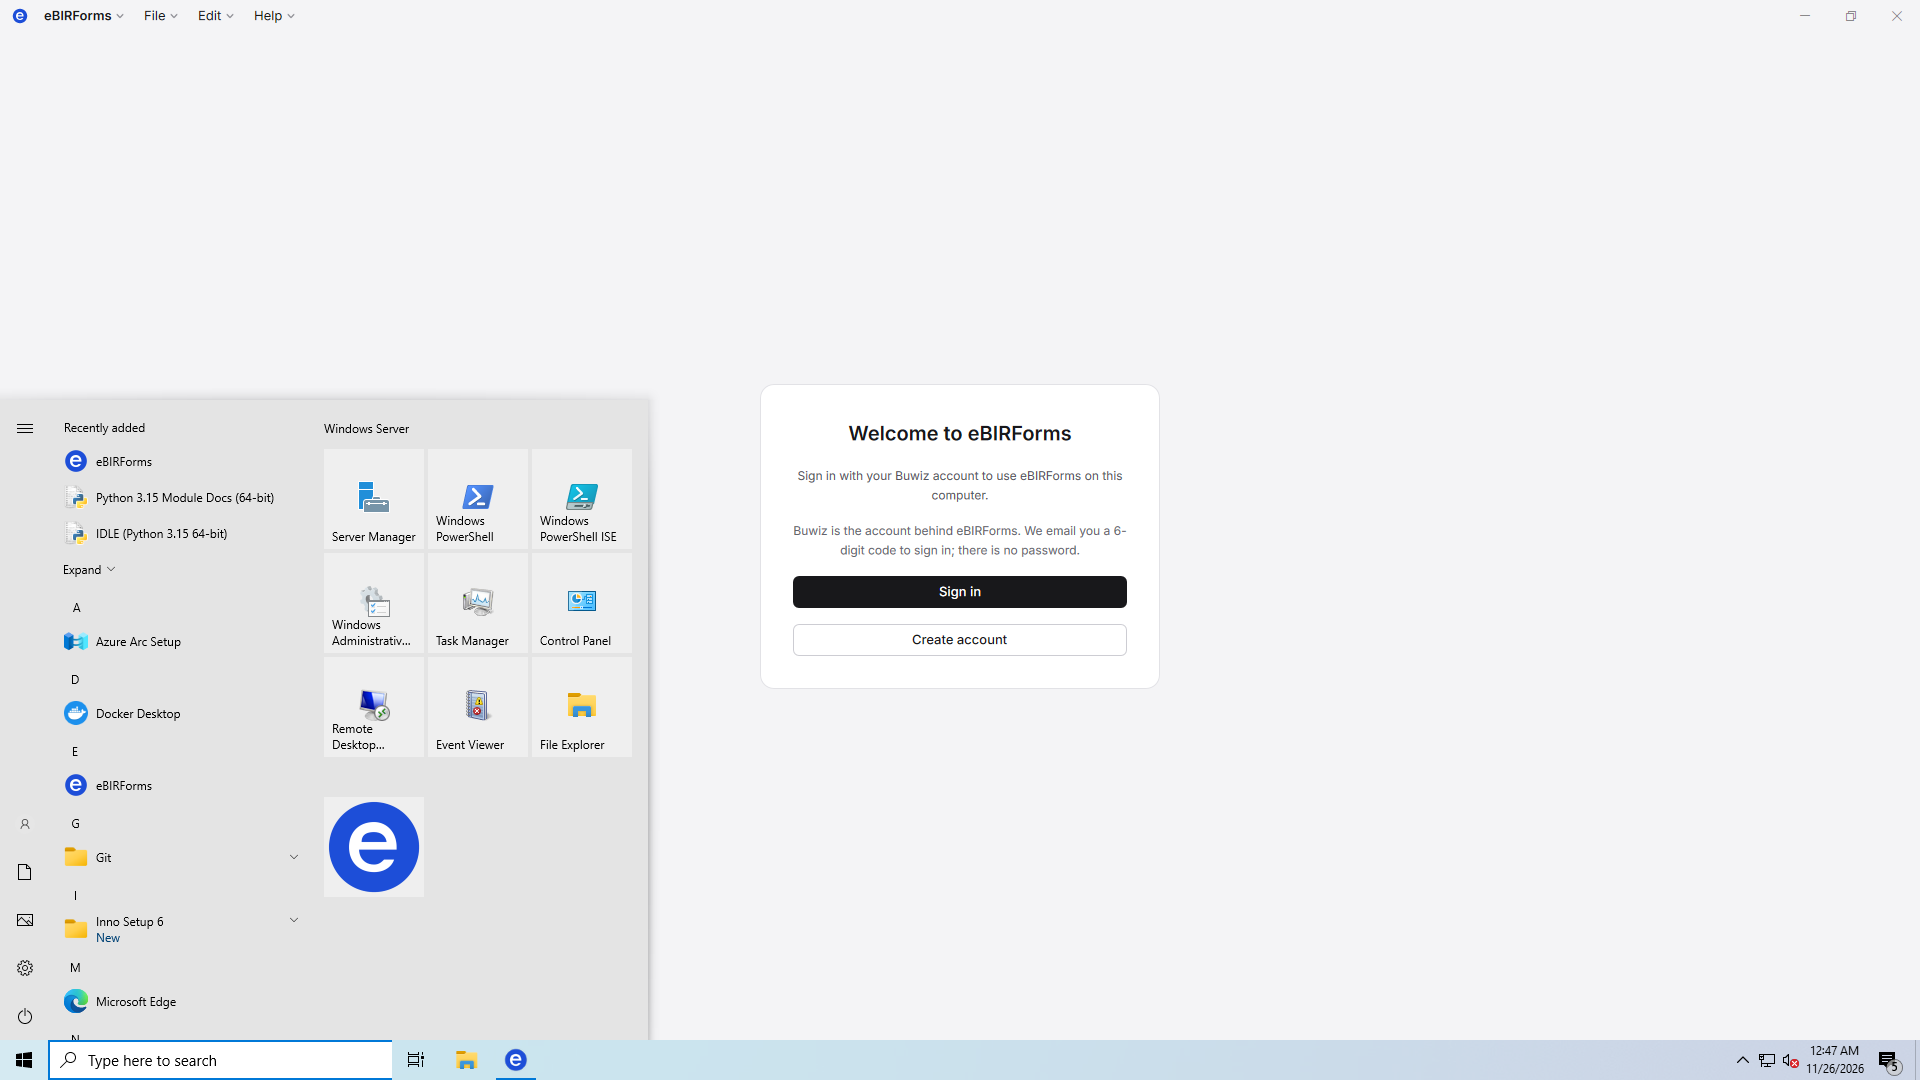 eBIRForms File Edit Help
Welcome to eBIRForms
Sign in with your Buwiz account to use eBIRForms on this
computer.
Buwiz is the account behind eBIRForms. We email you a 6-
digit code to sign in; there is no password.
Sign in
Create account
Recently added
eBIRForms
Python 3.15 Module Docs (64-bit)
IDLE (Python 3.15 64-bit)
Expand
A
Azure Arc Setup
D
Docker Desktop
E
eBIRForms
G
Git
I
Inno Setup 6
New
M
Microsoft Edge
N
Windows Server
Server Manager
Windows
PowerShell
Windows
PowerShell ISE
Windows
Administrativ...
Task Manager
Control Panel
Remote
Desktop...
Event Viewer
File Explorer
e
Type here to search
12:47 AM
11/26/2026
5